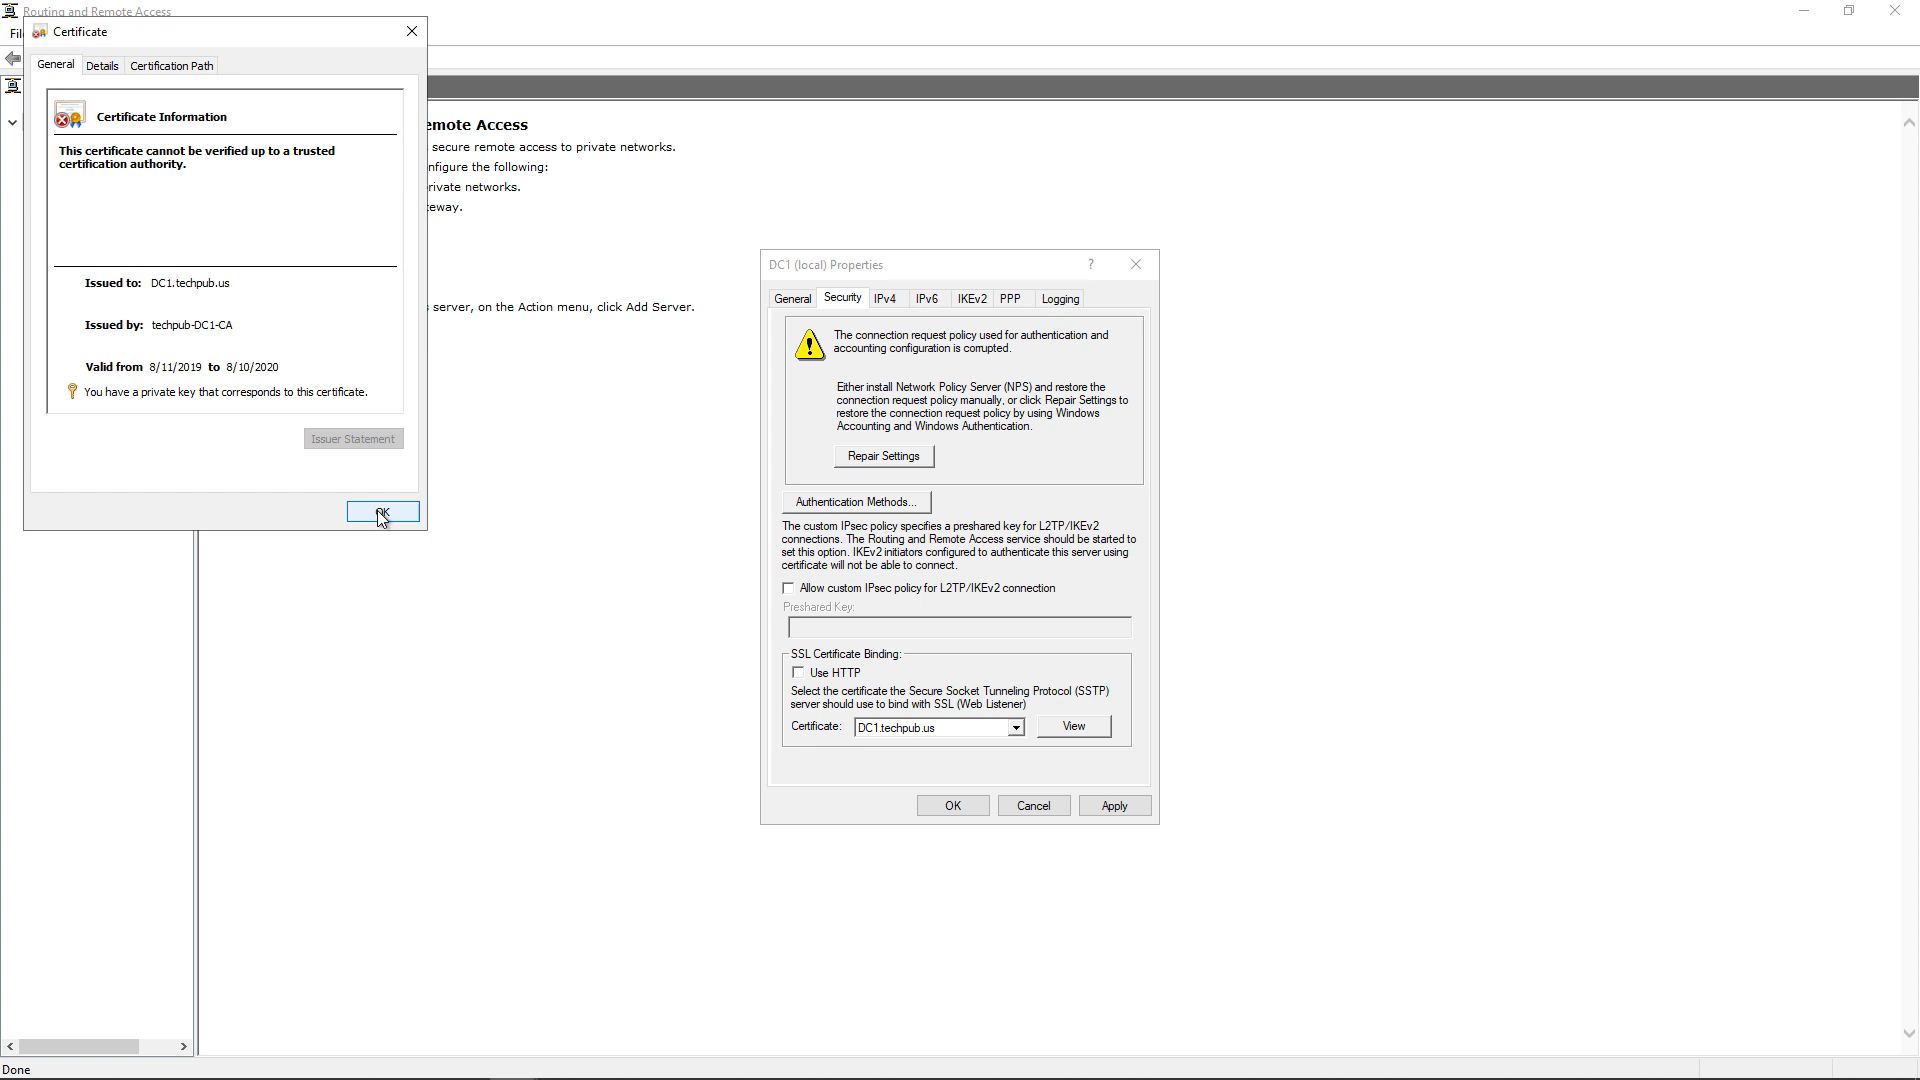 Routing and Remote Access
Certificate
General Details Certification Path
Certificate Information
This certificate cannot be verified up to a trusted
certification authority.
Issued to: DC1.techpub.us
Issued by: techpub-DC1-CA
Valid from 8/11/2019 to 8/10/2020
You have a private key that corresponds to this certificate.
Issuer Statement
OK
emote Access
secure remote access to private networks.
nfigure the following:
rivate networks.
eway.
server, on the Action menu, click Add Server.
DC1 (local) Properties
?
General Security IPv4 IPv6 IKEv2 PPP Logging
The connection request policy used for authentication and
accounting configuration is corrupted.
Either install Network Policy Server (NPS) and restore the
connection request policy manually, or click Repair Settings to
restore the connection request policy by using Windows
Accounting and Windows Authentication.
Repair Settings
Authentication Methods...
The custom IPsec policy specifies a preshared key for L2TP/IKEv2
connections. The Routing and Remote Access service should be started to
set this option. IKEv2 initiators configured to authenticate this server using
certificate will not be able to connect.
Allow custom IPsec policy for L2TP/IKEv2 connection
Preshared Key:
SSL Certificate Binding:
Use HTTP
Select the certificate the Secure Socket Tunneling Protocol (SSTP)
server should use to bind with SSL (Web Listener)
Certificate: DC1.techpub.us View
OK Cancel Apply
Done